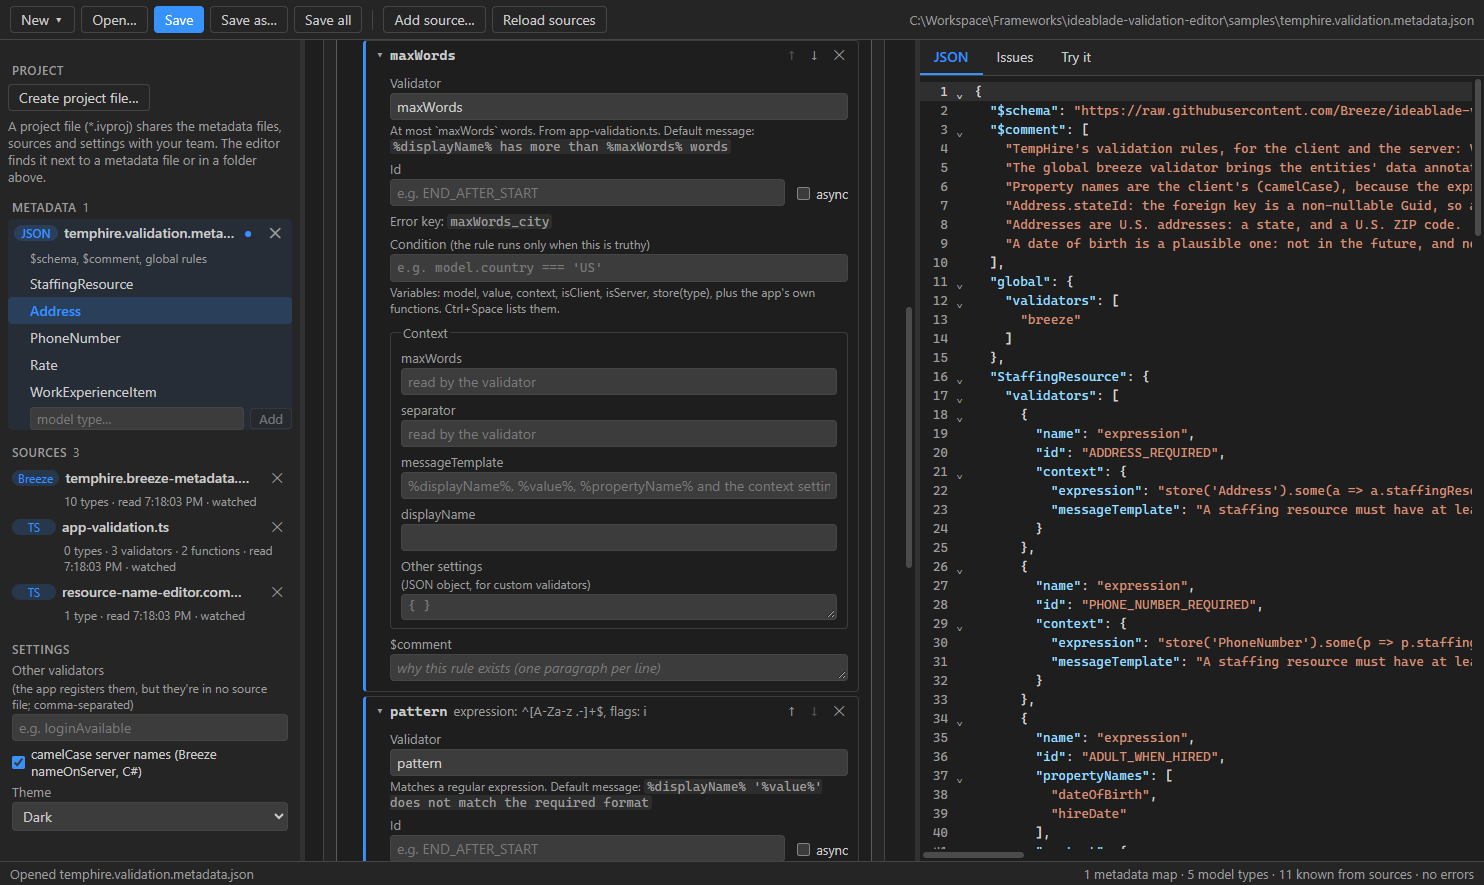 New ▾
Open...
Save
Save as...
Save all
Add source...
Reload sources
C:\Workspace\Frameworks\ideablade-validation-editor\samples\temphire.validation.metadata.json
PROJECT
Create project file...
A project file (*.ivproj) shares the metadata files,
sources and settings with your team. The editor
finds it next to a metadata file or in a folder
above.
METADATA 1
JSON temphire.validation.meta...
$schema, $comment, global rules
StaffingResource
Address
PhoneNumber
Rate
WorkExperienceItem
model type...
Add
SOURCES 3
Breeze temphire.breeze-metadata....
10 types · read 7:18:03 PM · watched
TS app-validation.ts
0 types · 3 validators · 2 functions · read
7:18:03 PM · watched
TS resource-name-editor.com...
1 type · read 7:18:03 PM · watched
SETTINGS
Other validators
(the app registers them, but they're in no source
file; comma-separated)
e.g. loginAvailable
camelCase server names (Breeze
nameOnServer, C#)
Theme
Dark
maxWords
Validator
maxWords
At most `maxWords` words. From app-validation.ts. Default message:
%displayName% has more than %maxWords% words
Id
e.g. END_AFTER_START
async
Error key: maxWords_city
Condition (the rule runs only when this is truthy)
e.g. model.country === 'US'
Variables: model, value, context, isClient, isServer, store(type), plus the app's own
functions. Ctrl+Space lists them.
Context
maxWords
read by the validator
separator
read by the validator
messageTemplate
%displayName%, %value%, %propertyName% and the context settin
displayName
Other settings
(JSON object, for custom validators)
{ }
$comment
why this rule exists (one paragraph per line)
pattern expression: ^[A-Za-z .-]+$, flags: i
Validator
pattern
Matches a regular expression. Default message: %displayName% '%value%'
does not match the required format
Id
e.g. END_AFTER_START
async
JSON
Issues
Try it
1 {
2 "$schema": "https://raw.githubusercontent.com/Breeze/ideablade-
3 "$comment": [
4 "TempHire's validation rules, for the client and the server:
5 "The global breeze validator brings the entities' data annota
6 "Property names are the client's (camelCase), because the exp
7 "Address.stateId: the foreign key is a non-nullable Guid, so
8 "Addresses are U.S. addresses: a state, and a U.S. ZIP code.
9 "A date of birth is a plausible one: not in the future, and n
10 ],
11 "global": {
12 "validators": [
13 "breeze"
14 ]
15 },
16 "StaffingResource": {
17 "validators": [
18 {
19 "name": "expression",
20 "id": "ADDRESS_REQUIRED",
21 "context": {
22 "expression": "store('Address').some(a => a.staffingReso
23 "messageTemplate": "A staffing resource must have at lea
24 }
25 },
26 {
27 "name": "expression",
28 "id": "PHONE_NUMBER_REQUIRED",
29 "context": {
30 "expression": "store('PhoneNumber').some(p => p.staffing
31 "messageTemplate": "A staffing resource must have at lea
32 }
33 },
34 {
35 "name": "expression",
36 "id": "ADULT_WHEN_HIRED",
37 "propertyNames": [
38 "dateOfBirth",
39 "hireDate"
40 ],
Opened temphire.validation.metadata.json
1 metadata map · 5 model types · 11 known from sources · no errors